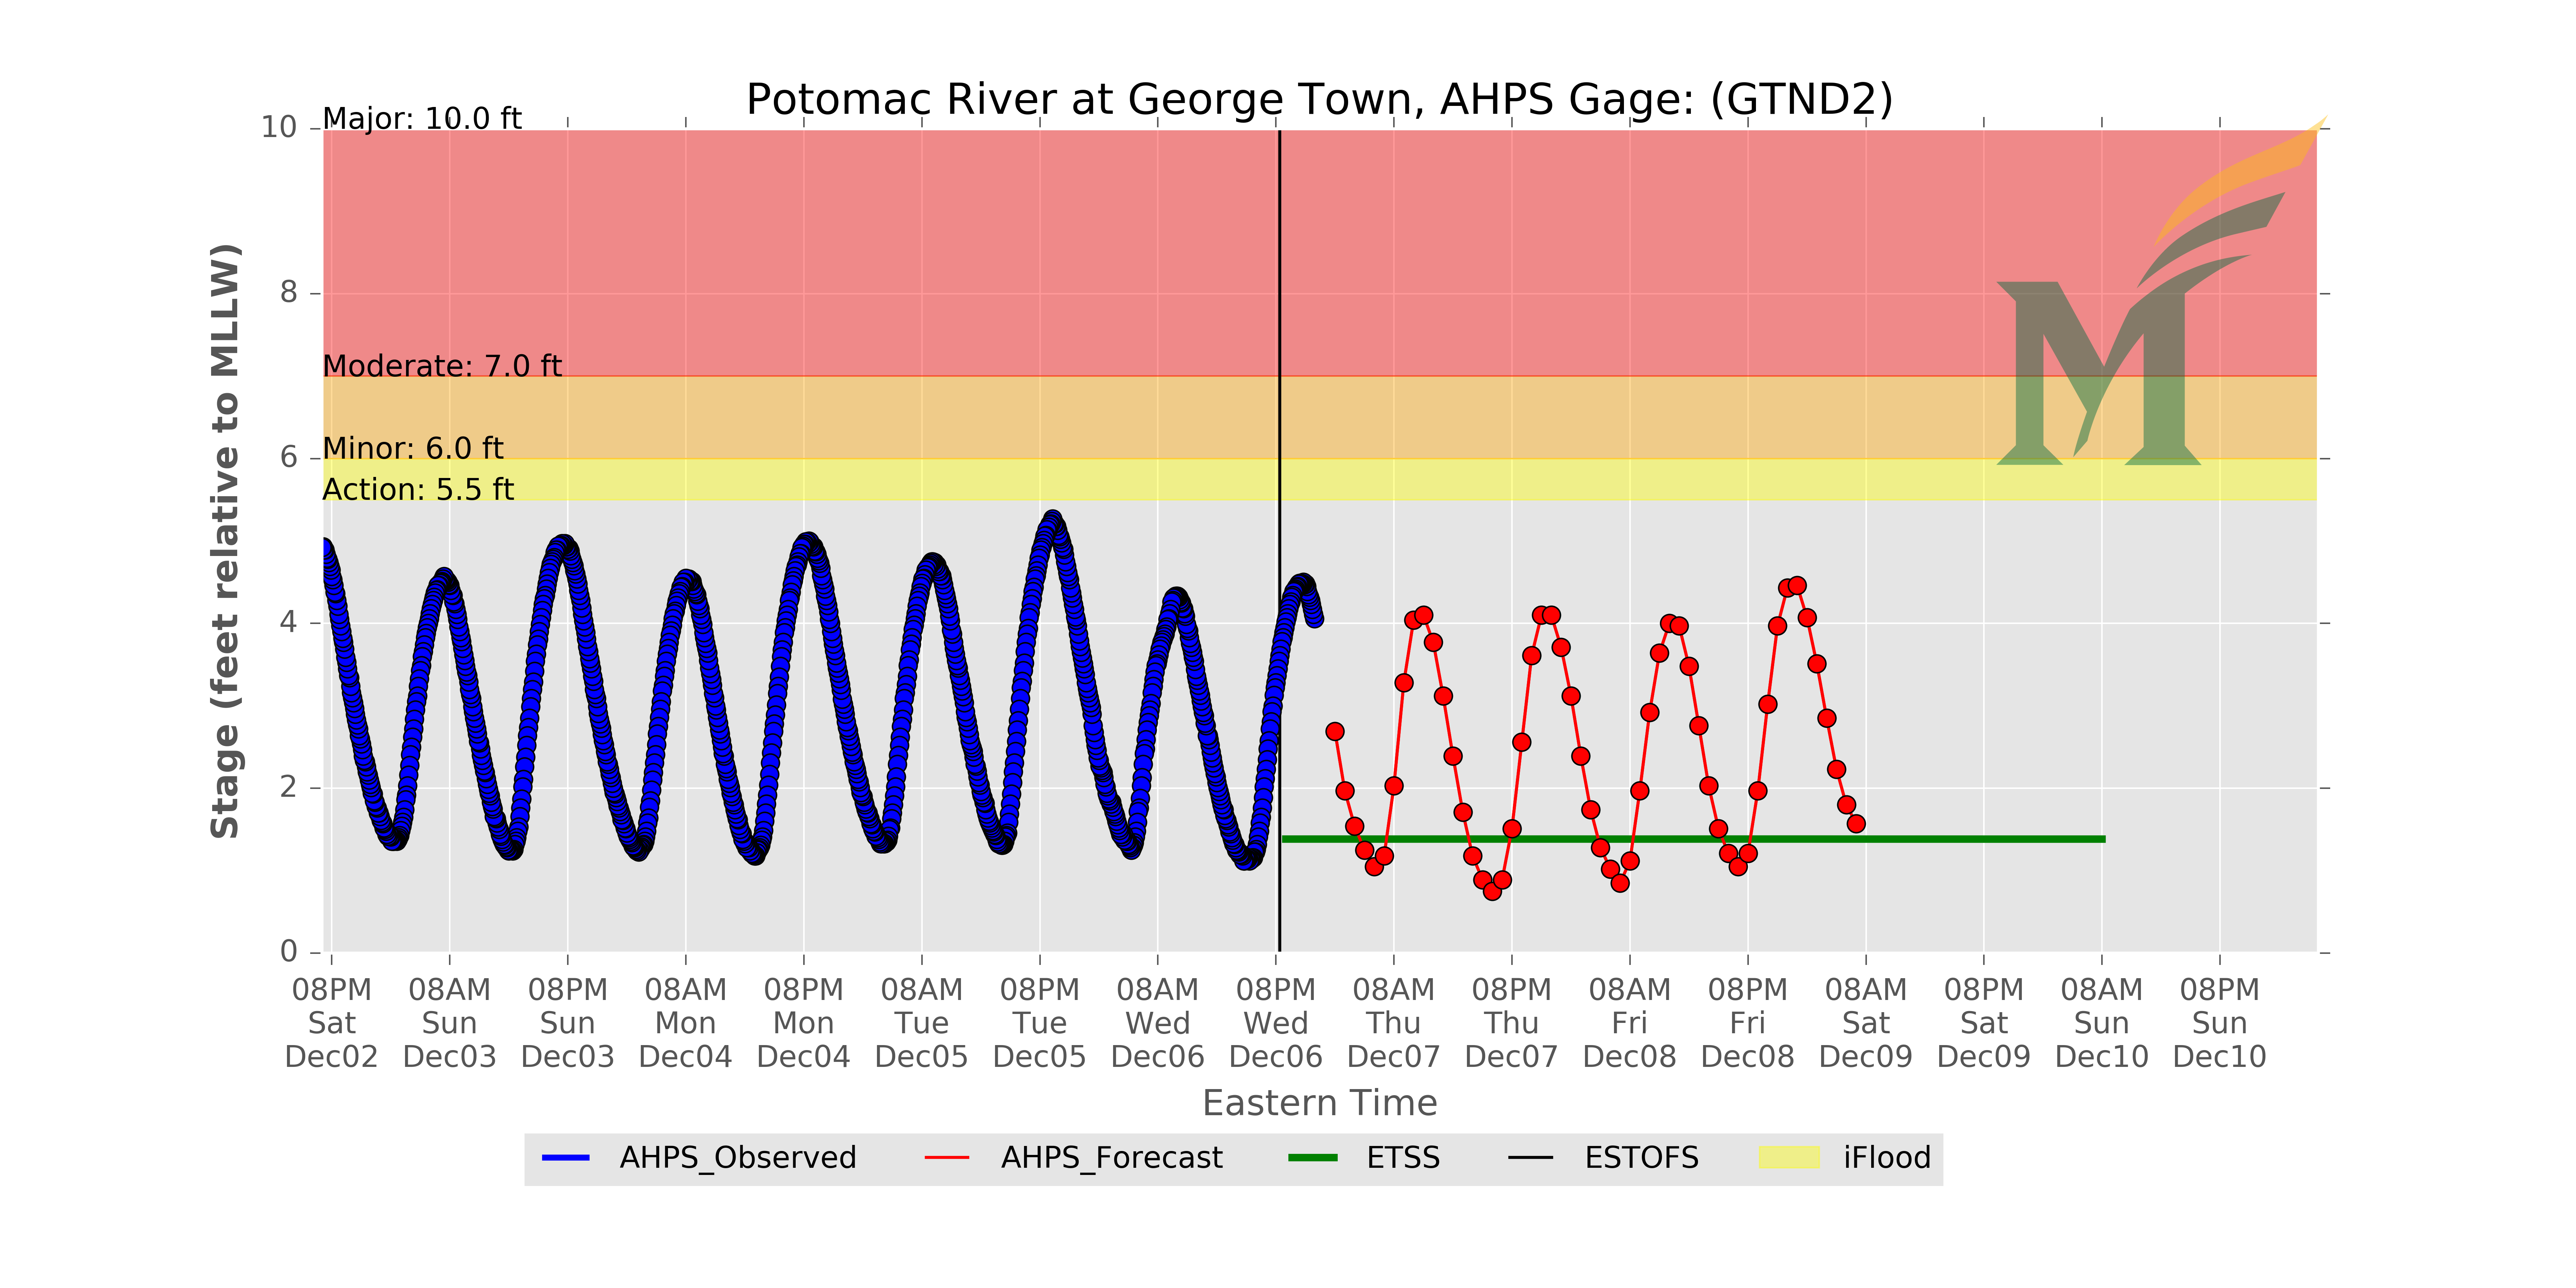 Potomac River at George Town, AHPS Gage: (GTND2)
Major: 10.0 ft
Moderate: 7.0 ft
Minor: 6.0 ft
Action: 5.5 ft
10
8
6
4
2
0
Stage (feet relative to MLLW)
08PM 08AM 08PM 08AM 08PM 08AM 08PM 08AM 08PM 08AM 08PM 08AM 08PM 08AM 08PM 08AM 08PM
Sat Sun Sun Mon Mon Tue Tue Wed Wed Thu Thu Fri Fri Sat Sat Sun Sun
Dec02 Dec03 Dec03 Dec04 Dec04 Dec05 Dec05 Dec06 Dec06 Dec07 Dec07 Dec08 Dec08 Dec09 Dec09 Dec10 Dec10
Eastern Time
AHPS_Observed AHPS_Forecast ETSS ESTOFS iFlood
M